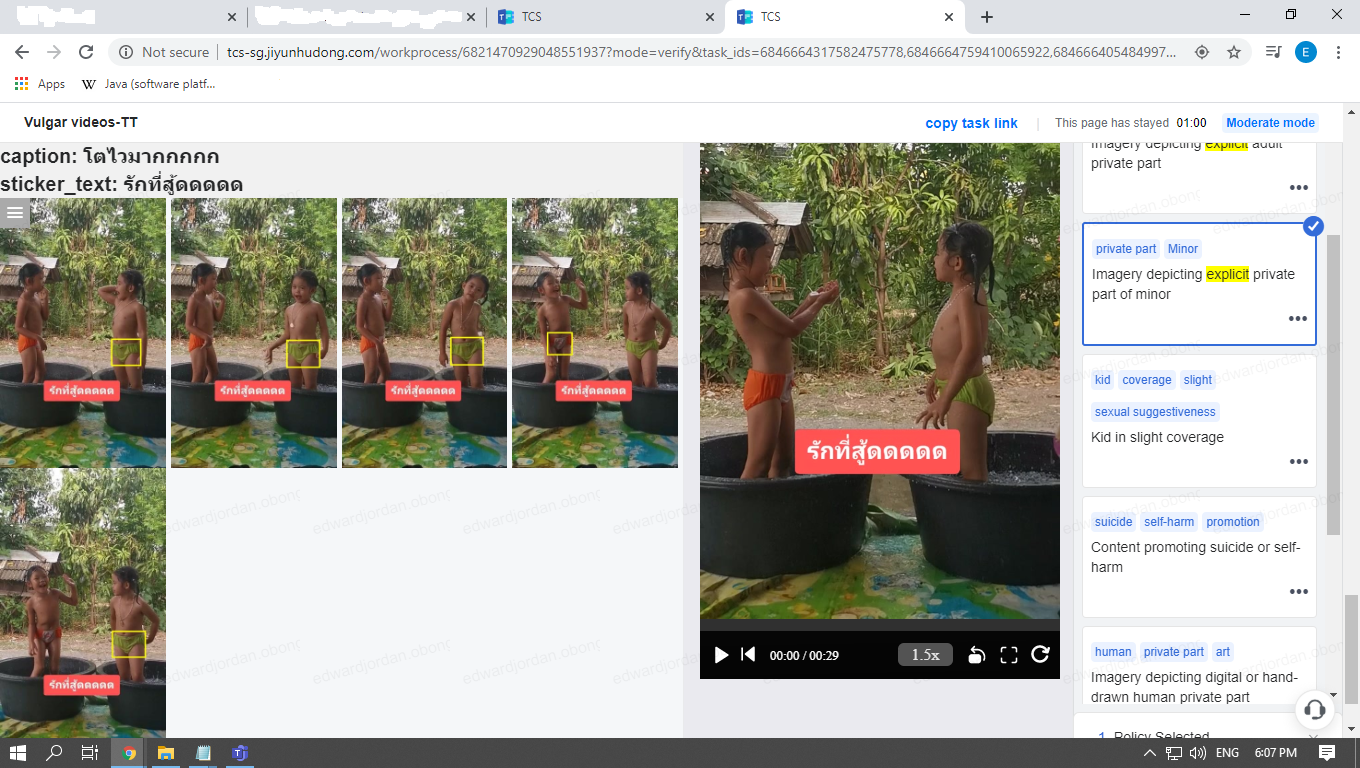 TCS
TCS
Not secure
tcs-sg.jiyunhudong.com/workprocess/6821470929048551937?mode=verify&task_ids=6846664317582475778,6846664759410065922,684666405484997...
E
Apps
Java (software platf...
Vulgar videos-TT
copy task link
This page has stayed 01:00
Moderate mode
caption: โตไวมากกกกก
sticker_text: รักที่สู้ดดดดด
รักที่สู้ดดดดด
รักที่สู้ดดดดด
รักที่สู้ดดดดด
รักที่สู้ดดดดด
รักที่สู้ดดดดด
รักที่สู้ดดดดด
00:00 / 00:29
1.5x
Imagery depicting explicit adult
private part
private part Minor
Imagery depicting explicit private
part of minor
kid coverage slight
sexual suggestiveness
Kid in slight coverage
suicide self-harm promotion
Content promoting suicide or self-
harm
human private part art
Imagery depicting digital or hand-
drawn human private part
1 Policy Selected
edwardjordan.obong
edwardjordan.obong
edwardjordan.obong
ENG
6:07 PM